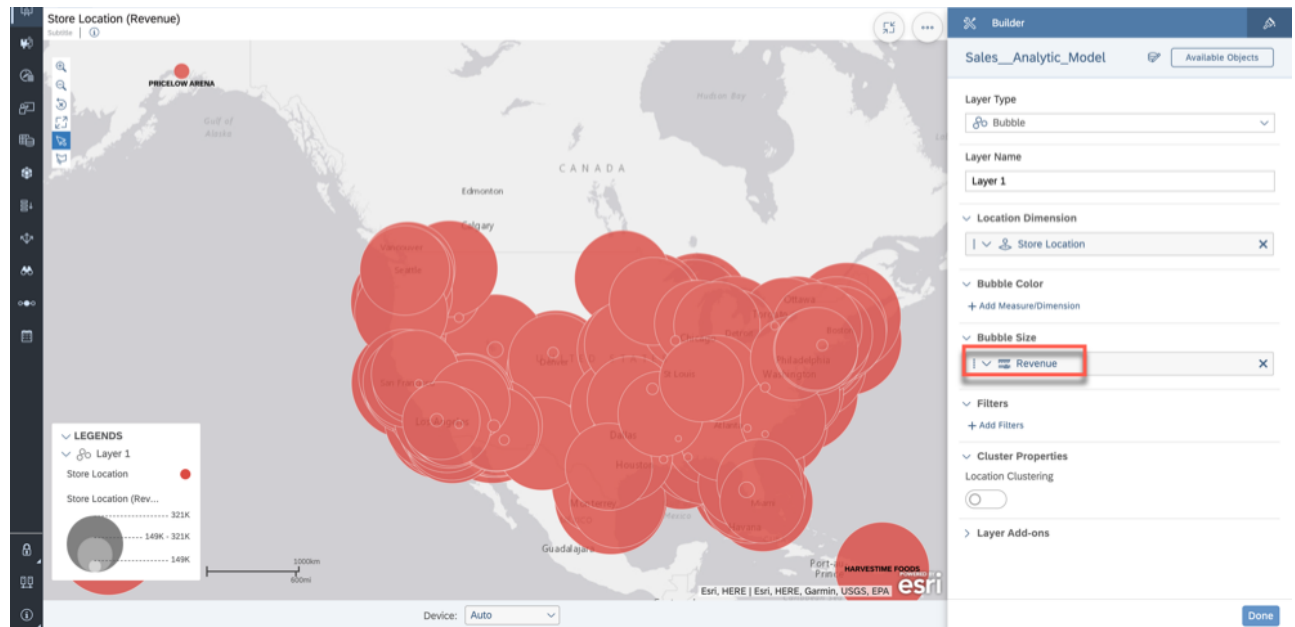 Store Location (Revenue)
Subtitle
PRICELOW ARENA
Gulf of
Alaska
Hudson Bay
CANADA
Edmonton
Calgary
Vancouver
Seattle
Ottawa
Toronto
Chicago
Detroit
Boston
UNITED STATES
Denver
Philadelphia
St Louis
Washington
San Francisco
Los Angeles
Atlanta
Dallas
Houston
Monterrey
MEXICO
Miami
Mexico
Havana
Guadalajara
Port-a
Prince
HARVESTIME FOODS
LEGENDS
Layer 1
Store Location
Store Location (Rev...
321K
149K - 321K
149K
1000km
600mi
Esri, HERE | Esri, HERE, Garmin, USGS, EPA
POWERED BY
esri
Device: Auto
Builder
Sales__Analytic_Model
Available Objects
Layer Type
Bubble
Layer Name
Layer 1
Location Dimension
Store Location
Bubble Color
+ Add Measure/Dimension
Bubble Size
Revenue
Filters
+ Add Filters
Cluster Properties
Location Clustering
Layer Add-ons
Done